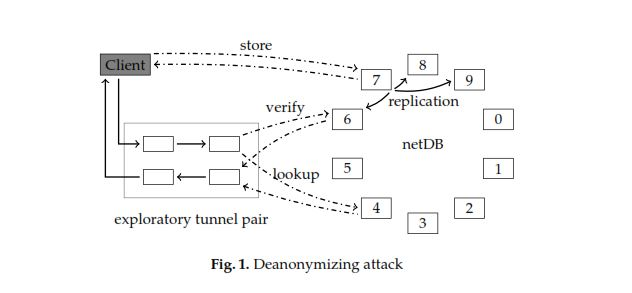 store
Client
8
7
9
replication
verify
6
0
netDB
5
1
lookup
4
2
3
exploratory tunnel pair
Fig. 1. Deanonymizing attack